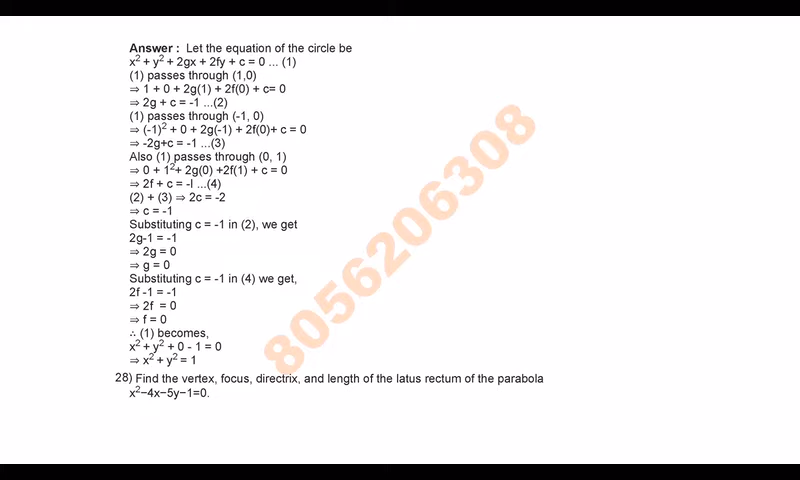 Answer : Let the equation of the circle be
x² + y² + 2gx + 2fy + c = 0 ... (1)
(1) passes through (1,0)
⇒ 1 + 0 + 2g(1) + 2f(0) + c= 0
⇒ 2g + c = -1 ...(2)
(1) passes through (-1, 0)
⇒ (-1)² + 0 + 2g(-1) + 2f(0)+ c = 0
⇒ -2g+c = -1 ...(3)
Also (1) passes through (0, 1)
⇒ 0 + 1²+ 2g(0) +2f(1) + c = 0
⇒ 2f + c = -l ...(4)
(2) + (3) ⇒ 2c = -2
⇒ c = -1
Substituting c = -1 in (2), we get
2g-1 = -1
⇒ 2g = 0
⇒ g = 0
Substituting c = -1 in (4) we get,
2f -1 = -1
⇒ 2f = 0
⇒ f = 0
∴ (1) becomes,
x² + y² + 0 - 1 = 0
⇒ x² + y² = 1
28) Find the vertex, focus, directrix, and length of the latus rectum of the parabola
x²−4x−5y−1=0.
8056206308